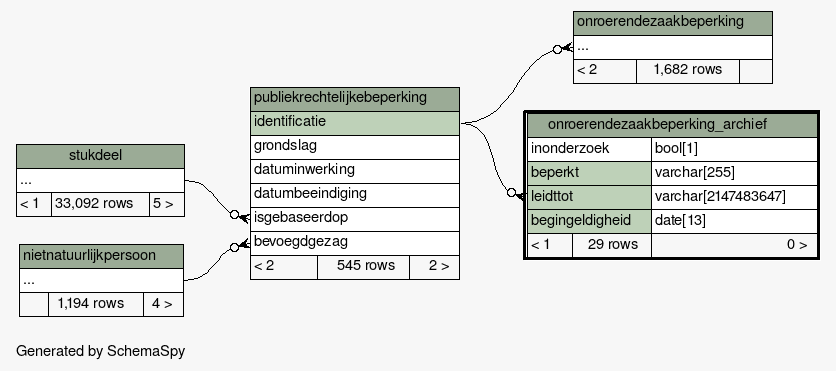 onroerendezaakbeperking
...
< 2 1,682 rows
publiekrechtelijkebeperking
identificatie
grondslag
datuminwerking
datumbeeindiging
isgebaseerdop
bevoegdgezag
< 2 545 rows 2 >
onroerendezaakbeperking_archief
inonderzoek bool[1]
beperkt varchar[255]
leidttot varchar[2147483647]
begingeldigheid date[13]
< 1 29 rows 0 >
stukdeel
...
< 1 33,092 rows 5 >
nietnatuurlijkpersoon
...
1,194 rows 4 >
Generated by SchemaSpy